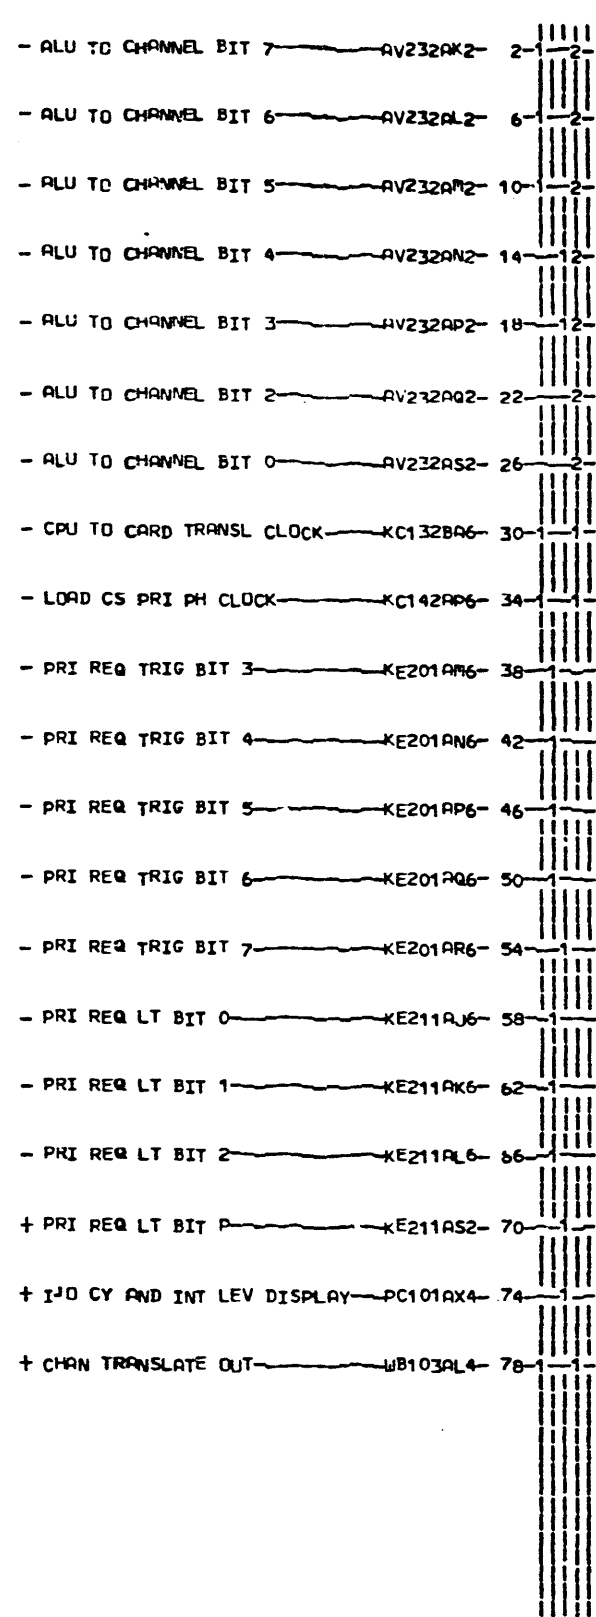 - ALU TO CHANNEL BIT 7 AV232AK2- 2-1-2-
- ALU TO CHANNEL BIT 6 AV232AL2- 6-1-2-
- ALU TO CHANNEL BIT 5 AV232AM2- 10-1-2-
- ALU TO CHANNEL BIT 4 AV232AN2- 14-12-
- ALU TO CHANNEL BIT 3 AV232AP2- 18-12-
- ALU TO CHANNEL BIT 2 AV232AQ2- 22-2-
- ALU TO CHANNEL BIT 0 AV232AS2- 26-2-
- CPU TO CARD TRANSL CLOCK KC132BA6- 30-1-1-
- LOAD CS PRI PH CLOCK KC142AP6- 34-1-1-
- PRI REQ TRIG BIT 3 KE201AM6- 38-1-
- PRI REQ TRIG BIT 4 KE201AN6- 42-1-
- PRI REQ TRIG BIT 5 KE201AP6- 46-1-
- PRI REQ TRIG BIT 6 KE201AQ6- 50-1-
- PRI REQ TRIG BIT 7 KE201AR6- 54-1-
- PRI REQ LT BIT 0 KE211AJ6- 58-1-
- PRI REQ LT BIT 1 KE211AK6- 62-1-
- PRI REQ LT BIT 2 KE211AL6- 66-1-
+ PRI REQ LT BIT P KE211AS2- 70-1-
+ IJO CY AND INT LEV DISPLAY PC101AX4- 74-1-
+ CHAN TRANSLATE OUT WB103AL4- 78-1-1-